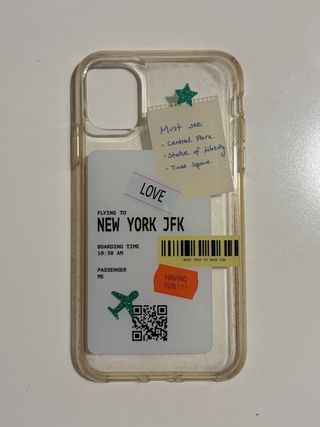 Must see:
- Central Park
- Statue of Liberty
- Times Square
LOVE
FLYING TO
NEW YORK JFK
BOARDING TIME
10:30 AM
PASSENGER
ME
HAVING
FUN!!!